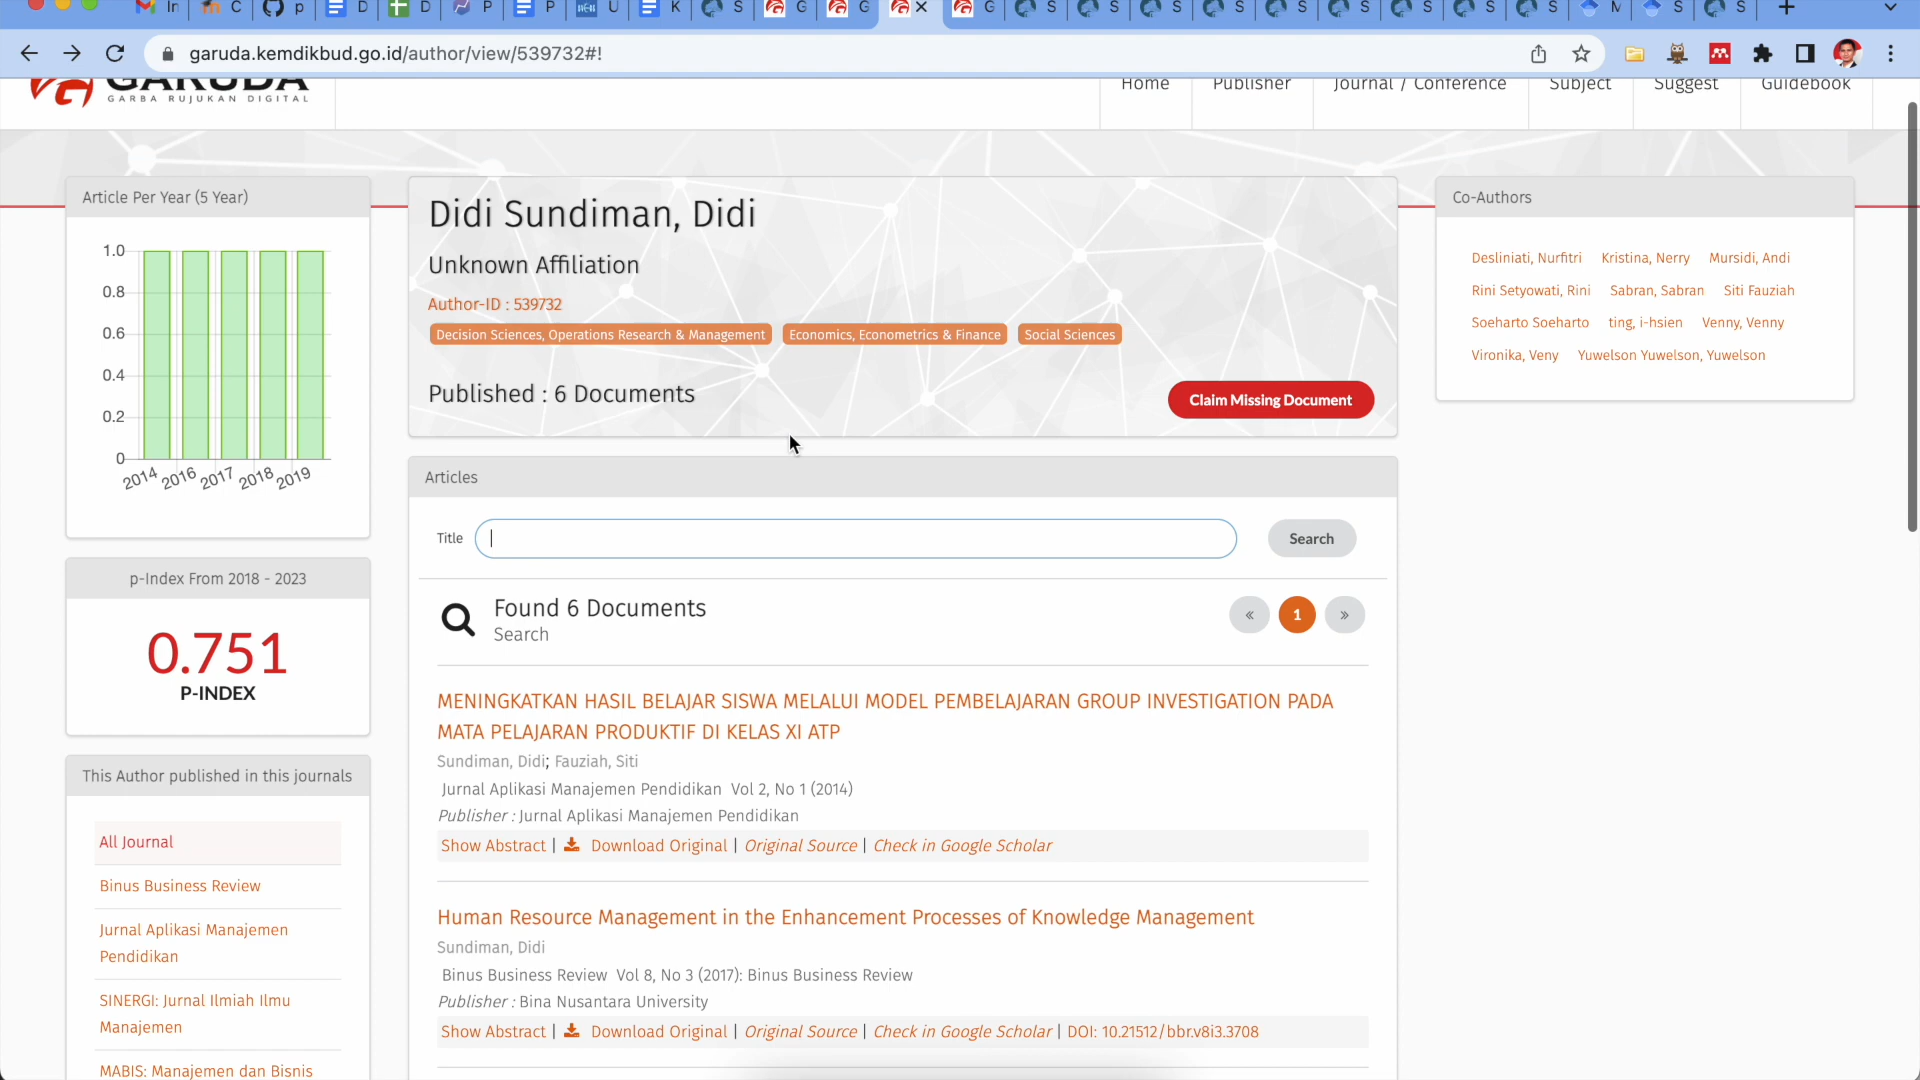 In
C
p
D
D
P
P
U
K
S
G
G
G
S
S
S
S
S
S
S
S
S
M
S
S
garuda.kemdikbud.go.id/author/view/539732#!
GARUDA
GARBA RUJUKAN DIGITAL
Home
Publisher
Journal / Conference
Subject
Suggest
Guidebook
Article Per Year (5 Year)
1.0
0.8
0.6
0.4
0.2
0
2014 2016 2017 2018 2019
p-Index From 2018 - 2023
0.751
P-INDEX
This Author published in this journals
All Journal
Binus Business Review
Jurnal Aplikasi Manajemen
Pendidikan
SINERGI: Jurnal Ilmiah Ilmu
Manajemen
MABIS: Manajemen dan Bisnis
Didi Sundiman, Didi
Unknown Affiliation
Author-ID : 539732
Decision Sciences, Operations Research & Management
Economics, Econometrics & Finance
Social Sciences
Published : 6 Documents
Claim Missing Document
Articles
Title
Search
Found 6 Documents
Search
« 1 »
MENINGKATKAN HASIL BELAJAR SISWA MELALUI MODEL PEMBELAJARAN GROUP INVESTIGATION PADA
MATA PELAJARAN PRODUKTIF DI KELAS XI ATP
Sundiman, Didi; Fauziah, Siti
Jurnal Aplikasi Manajemen Pendidikan Vol 2, No 1 (2014)
Publisher : Jurnal Aplikasi Manajemen Pendidikan
Show Abstract | Download Original | Original Source | Check in Google Scholar
Human Resource Management in the Enhancement Processes of Knowledge Management
Sundiman, Didi
Binus Business Review Vol 8, No 3 (2017): Binus Business Review
Publisher : Bina Nusantara University
Show Abstract | Download Original | Original Source | Check in Google Scholar | DOI: 10.21512/bbr.v8i3.3708
Co-Authors
Desliniati, Nurfitri Kristina, Nerry Mursidi, Andi
Rini Setyowati, Rini Sabran, Sabran Siti Fauziah
Soeharto Soeharto ting, i-hsien Venny, Venny
Vironika, Veny Yuwelson Yuwelson, Yuwelson